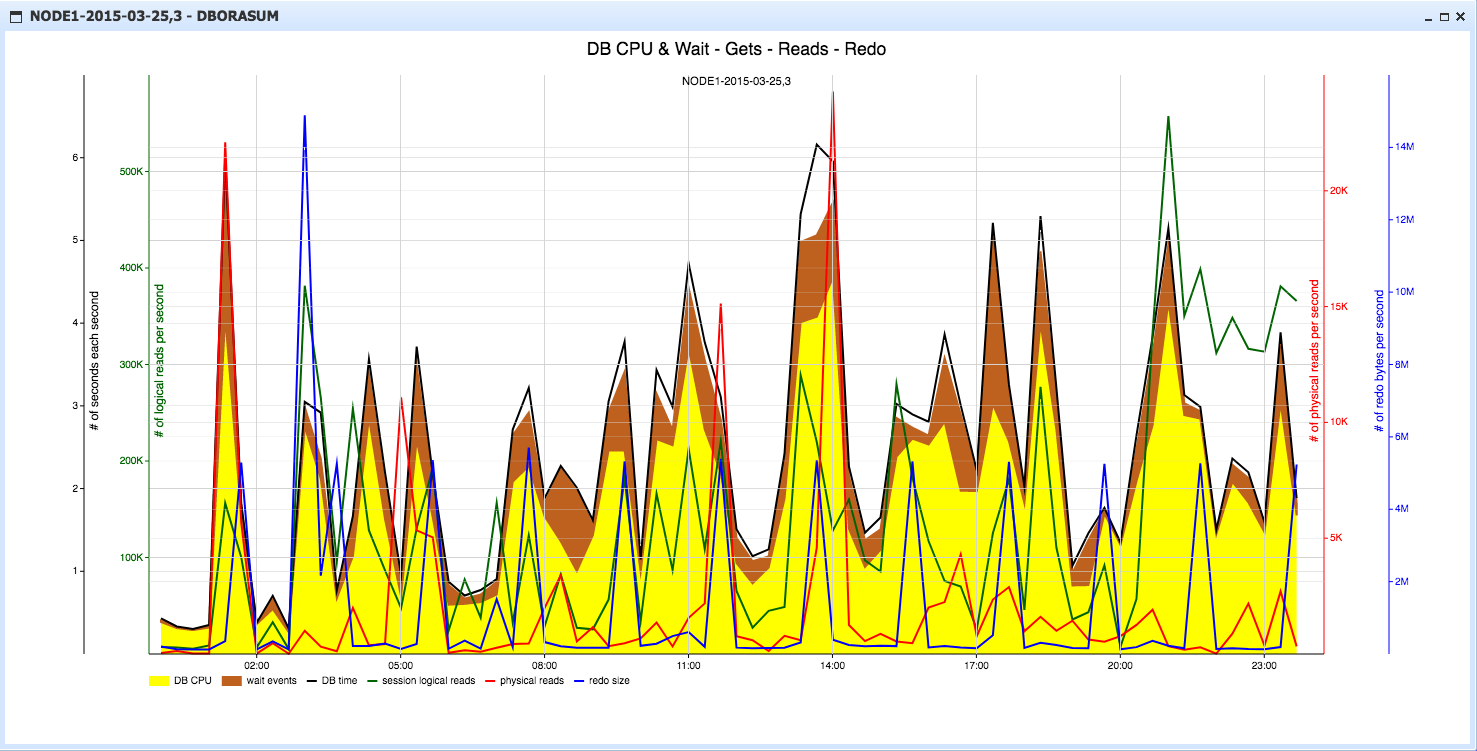 NODE1-2015-03-25,3 - DBORASUM
DB CPU & Wait - Gets - Reads - Redo
NODE1-2015-03-25,3
# of seconds each second
6
5
4
3
2
1
# of logical reads per second
500K
400K
300K
200K
100K
# of physical reads per second
20K
15K
10K
5K
# of redo bytes per second
14M
12M
10M
8M
6M
4M
2M
02:00 05:00 08:00 11:00 14:00 17:00 20:00 23:00
DB CPU wait events DB time session logical reads physical reads redo size